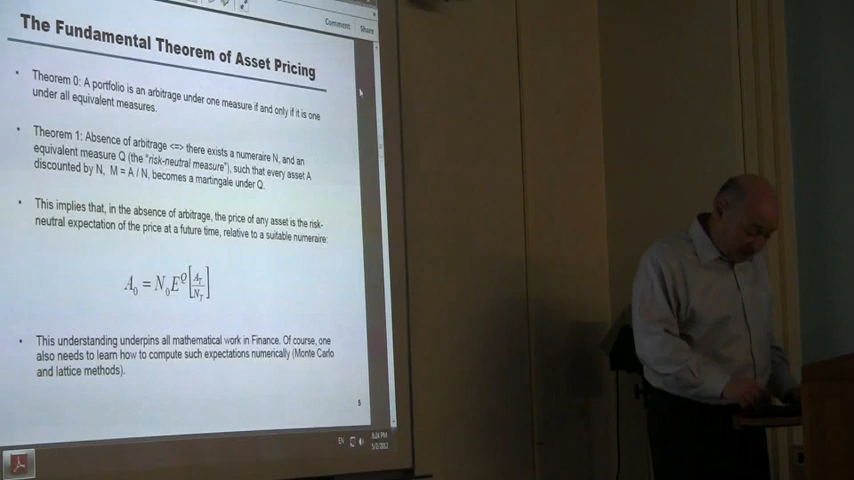 Comment Share
The Fundamental Theorem of Asset Pricing
• Theorem 0: A portfolio is an arbitrage under one measure if and only if it is one
under all equivalent measures.
• Theorem 1: Absence of arbitrage <=> there exists a numeraire N, and an
equivalent measure Q (the "risk-neutral measure"), such that every asset A
discounted by N, M = A / N, becomes a martingale under Q.
• This implies that, in the absence of arbitrage, the price of any asset is the risk-
neutral expectation of the price at a future time, relative to a suitable numeraire:
A₀ = N₀E^Q[A_T/N_T]
• This understanding underpins all mathematical work in Finance. Of course, one
also needs to learn how to compute such expectations numerically (Monte Carlo
and lattice methods).
5
EN